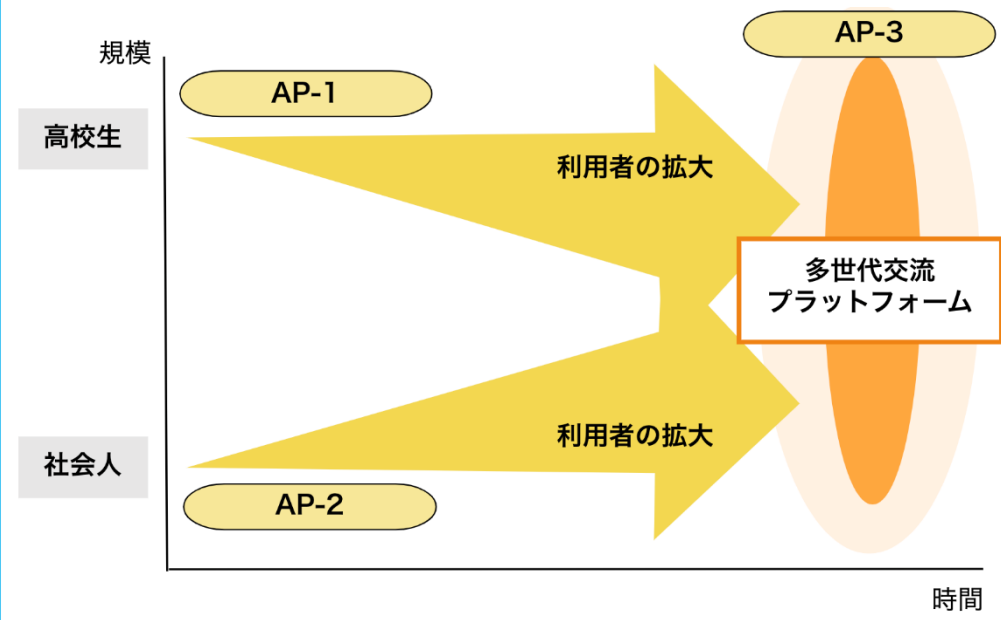 規模
AP-3
AP-1
高校生
利用者の拡大
多世代交流
プラットフォーム
利用者の拡大
社会人
AP-2
時間